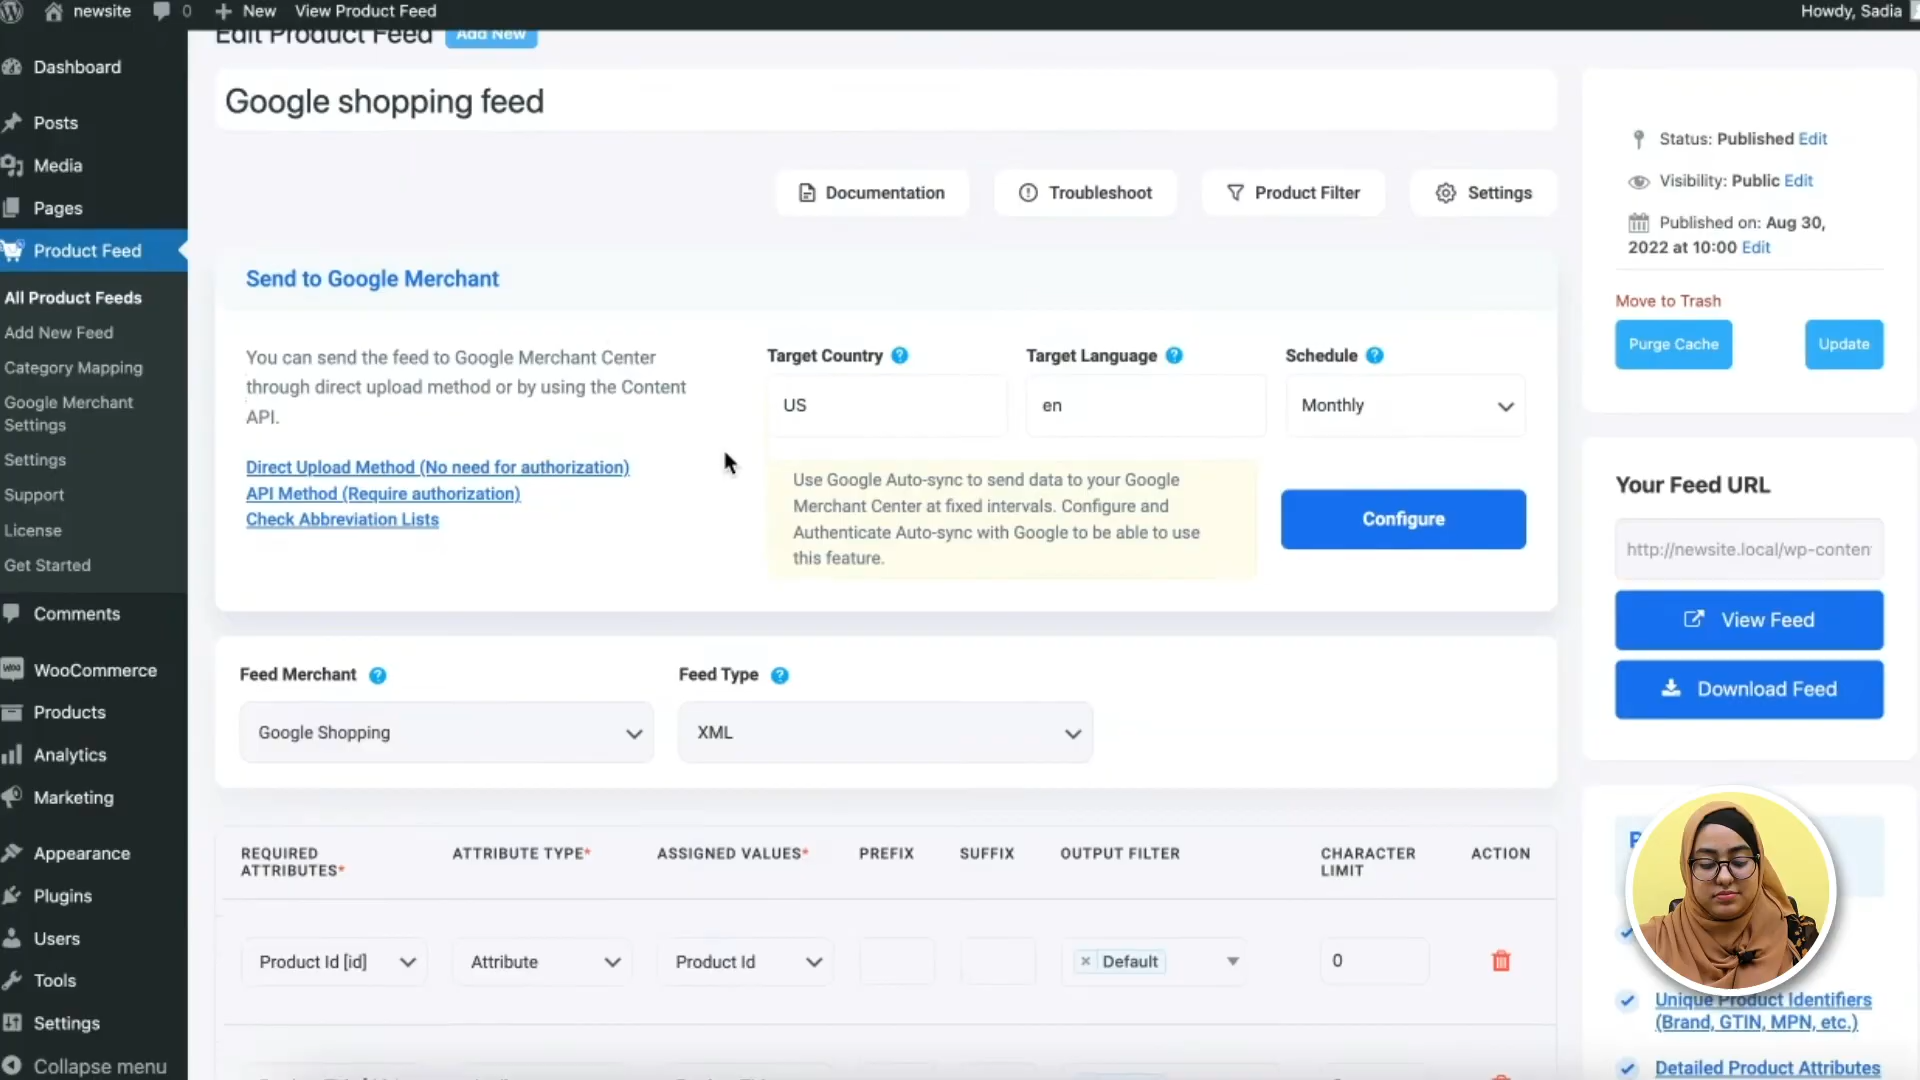 newsite
0
New
View Product Feed
Howdy, Sadia
Dashboard
Posts
Media
Pages
Product Feed
All Product Feeds
Add New Feed
Category Mapping
Google Merchant
Settings
Settings
Support
License
Get Started
Comments
WooCommerce
Products
Analytics
Marketing
Appearance
Plugins
Users
Tools
Settings
Collapse menu
Edit Product Feed
Add New
Google shopping feed
Documentation
Troubleshoot
Product Filter
Settings
Send to Google Merchant
You can send the feed to Google Merchant Center
through direct upload method or by using the Content
API.
Direct Upload Method (No need for authorization)
API Method (Require authorization)
Check Abbreviation Lists
Target Country ?
US
Target Language ?
en
Schedule ?
Monthly
Use Google Auto-sync to send data to your Google
Merchant Center at fixed intervals. Configure and
Authenticate Auto-sync with Google to be able to use
this feature.
Configure
Feed Merchant ?
Google Shopping
Feed Type ?
XML
REQUIRED
ATTRIBUTES*
ATTRIBUTE TYPE*
ASSIGNED VALUES*
PREFIX
SUFFIX
OUTPUT FILTER
CHARACTER
LIMIT
ACTION
Product Id [id]
Attribute
Product Id
× Default
0
Status: Published Edit
Visibility: Public Edit
Published on: Aug 30,
2022 at 10:00 Edit
Move to Trash
Purge Cache
Update
Your Feed URL
http://newsite.local/wp-conten
View Feed
Download Feed
Unique Product Identifiers
(Brand, GTIN, MPN, etc.)
Detailed Product Attributes